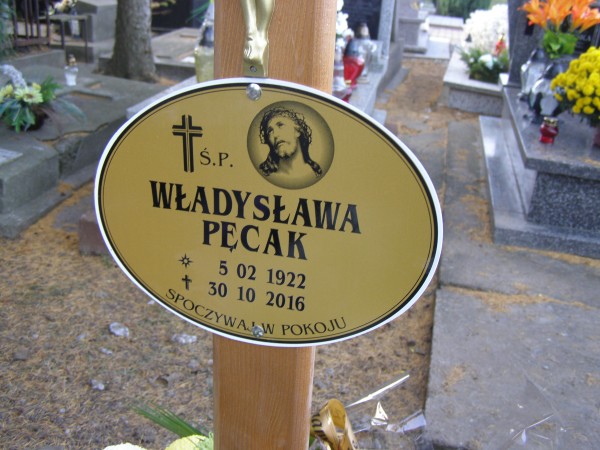 Ś.P.
WŁADYSŁAWA
PĘCAK
5 02 1922
30 10 2016
SPOCZYWAJ W POKOJU